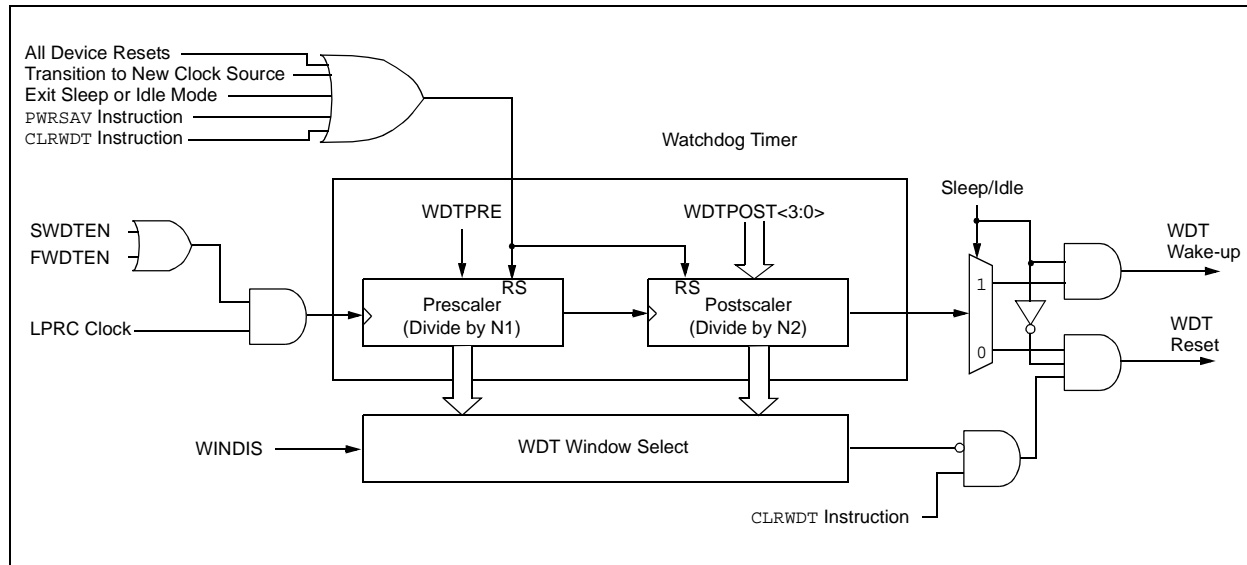 All Device Resets
Transition to New Clock Source
Exit Sleep or Idle Mode
PWRSAV Instruction
CLRWDT Instruction
Watchdog Timer
Sleep/Idle
WDTPRE
WDTPOST<3:0>
SWDTEN
FWDTEN
WDT
Wake-up
RS
RS
1
Prescaler
(Divide by N1)
Postscaler
(Divide by N2)
LPRC Clock
WDT
Reset
0
WINDIS
WDT Window Select
CLRWDT Instruction